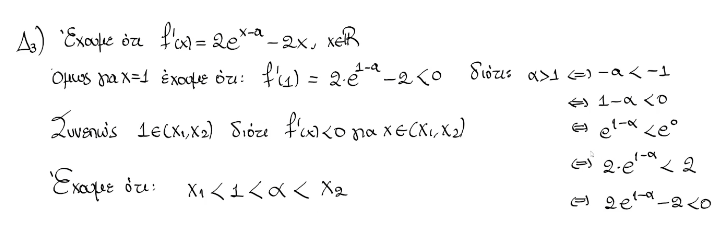 Δ₃) Έχουμε ότι f'(x) = 2e^{x-α} - 2x, x∈ℝ
όμως για x=1 έχουμε ότι: f'(1) = 2·e^{1-α} - 2 < 0 διότι: α>1 ⇔ -α < -1
⇔ 1-α < 0
Συνεπώς 1∈(x₁,x₂) διότι f'(x)<0 για x∈(x₁,x₂) ⇔ e^{1-α} < e⁰
⇔ 2·e^{1-α} < 2
Έχουμε ότι: x₁ < 1 < α < x₂
⇔ 2e^{1-α} - 2 < 0